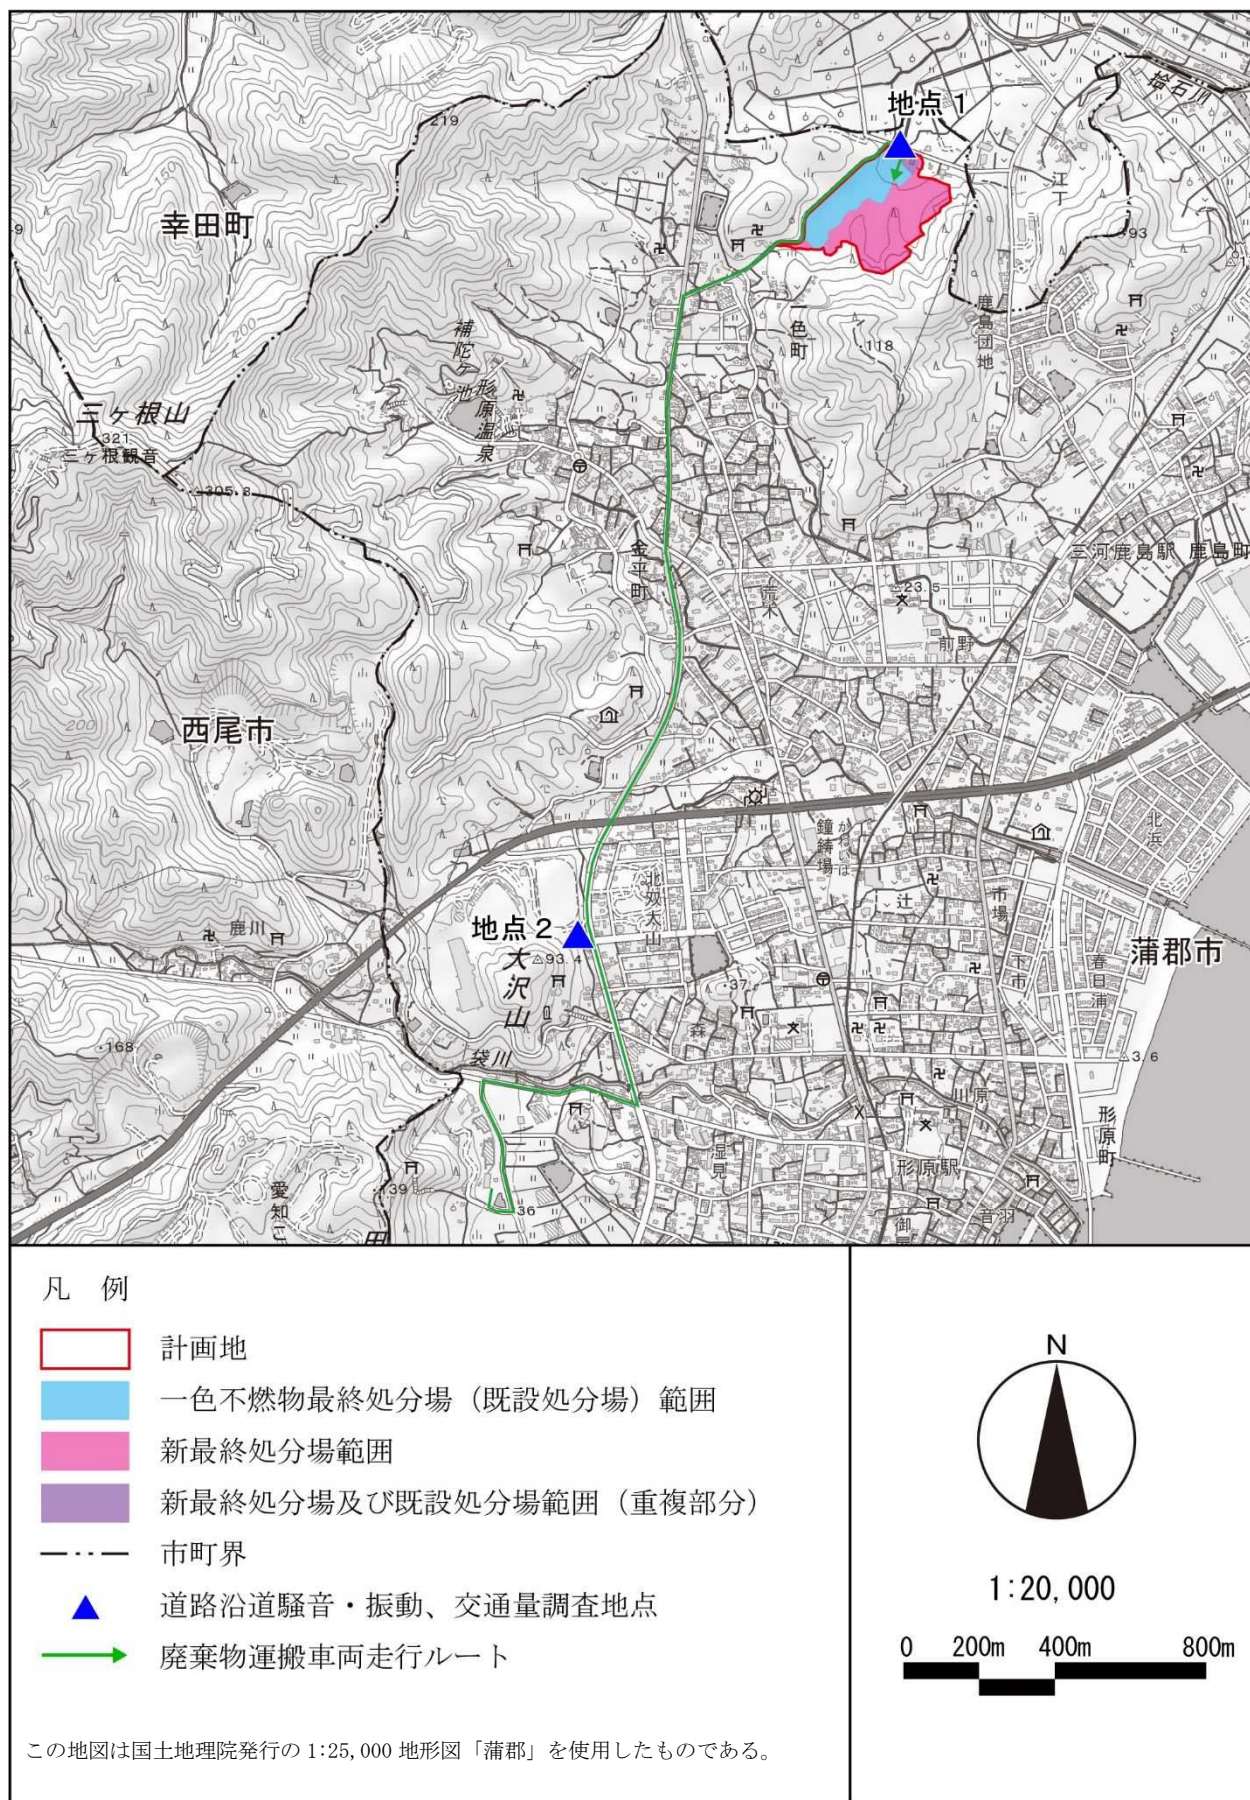 219
地点 1
捨石川
江丁
幸田町
150
93
200
鹿島団地
一色町
118
補陀ヶ池
形原温泉
三ヶ根山
321
三ヶ根観音
305.3
金平町
三河鹿島駅 鹿島町
23.5
前野
西尾市
200
北浜
鐘鋳場
かねいば
北奴太山
辻
市場
鹿川
地点 2
93.4
大沢山
下市
春日浦
蒲郡市
37
森
168
袋川
3.6
川原
形原町
湿見
形原駅
39
36
愛知
音羽
御
凡 例
計画地
一色不燃物最終処分場（既設処分場）範囲
新最終処分場範囲
新最終処分場及び既設処分場範囲（重複部分）
市町界
道路沿道騒音・振動、交通量調査地点
廃棄物運搬車両走行ルート
この地図は国土地理院発行の 1:25,000 地形図「蒲郡」を使用したものである。
N
1:20,000
0 200m 400m 800m